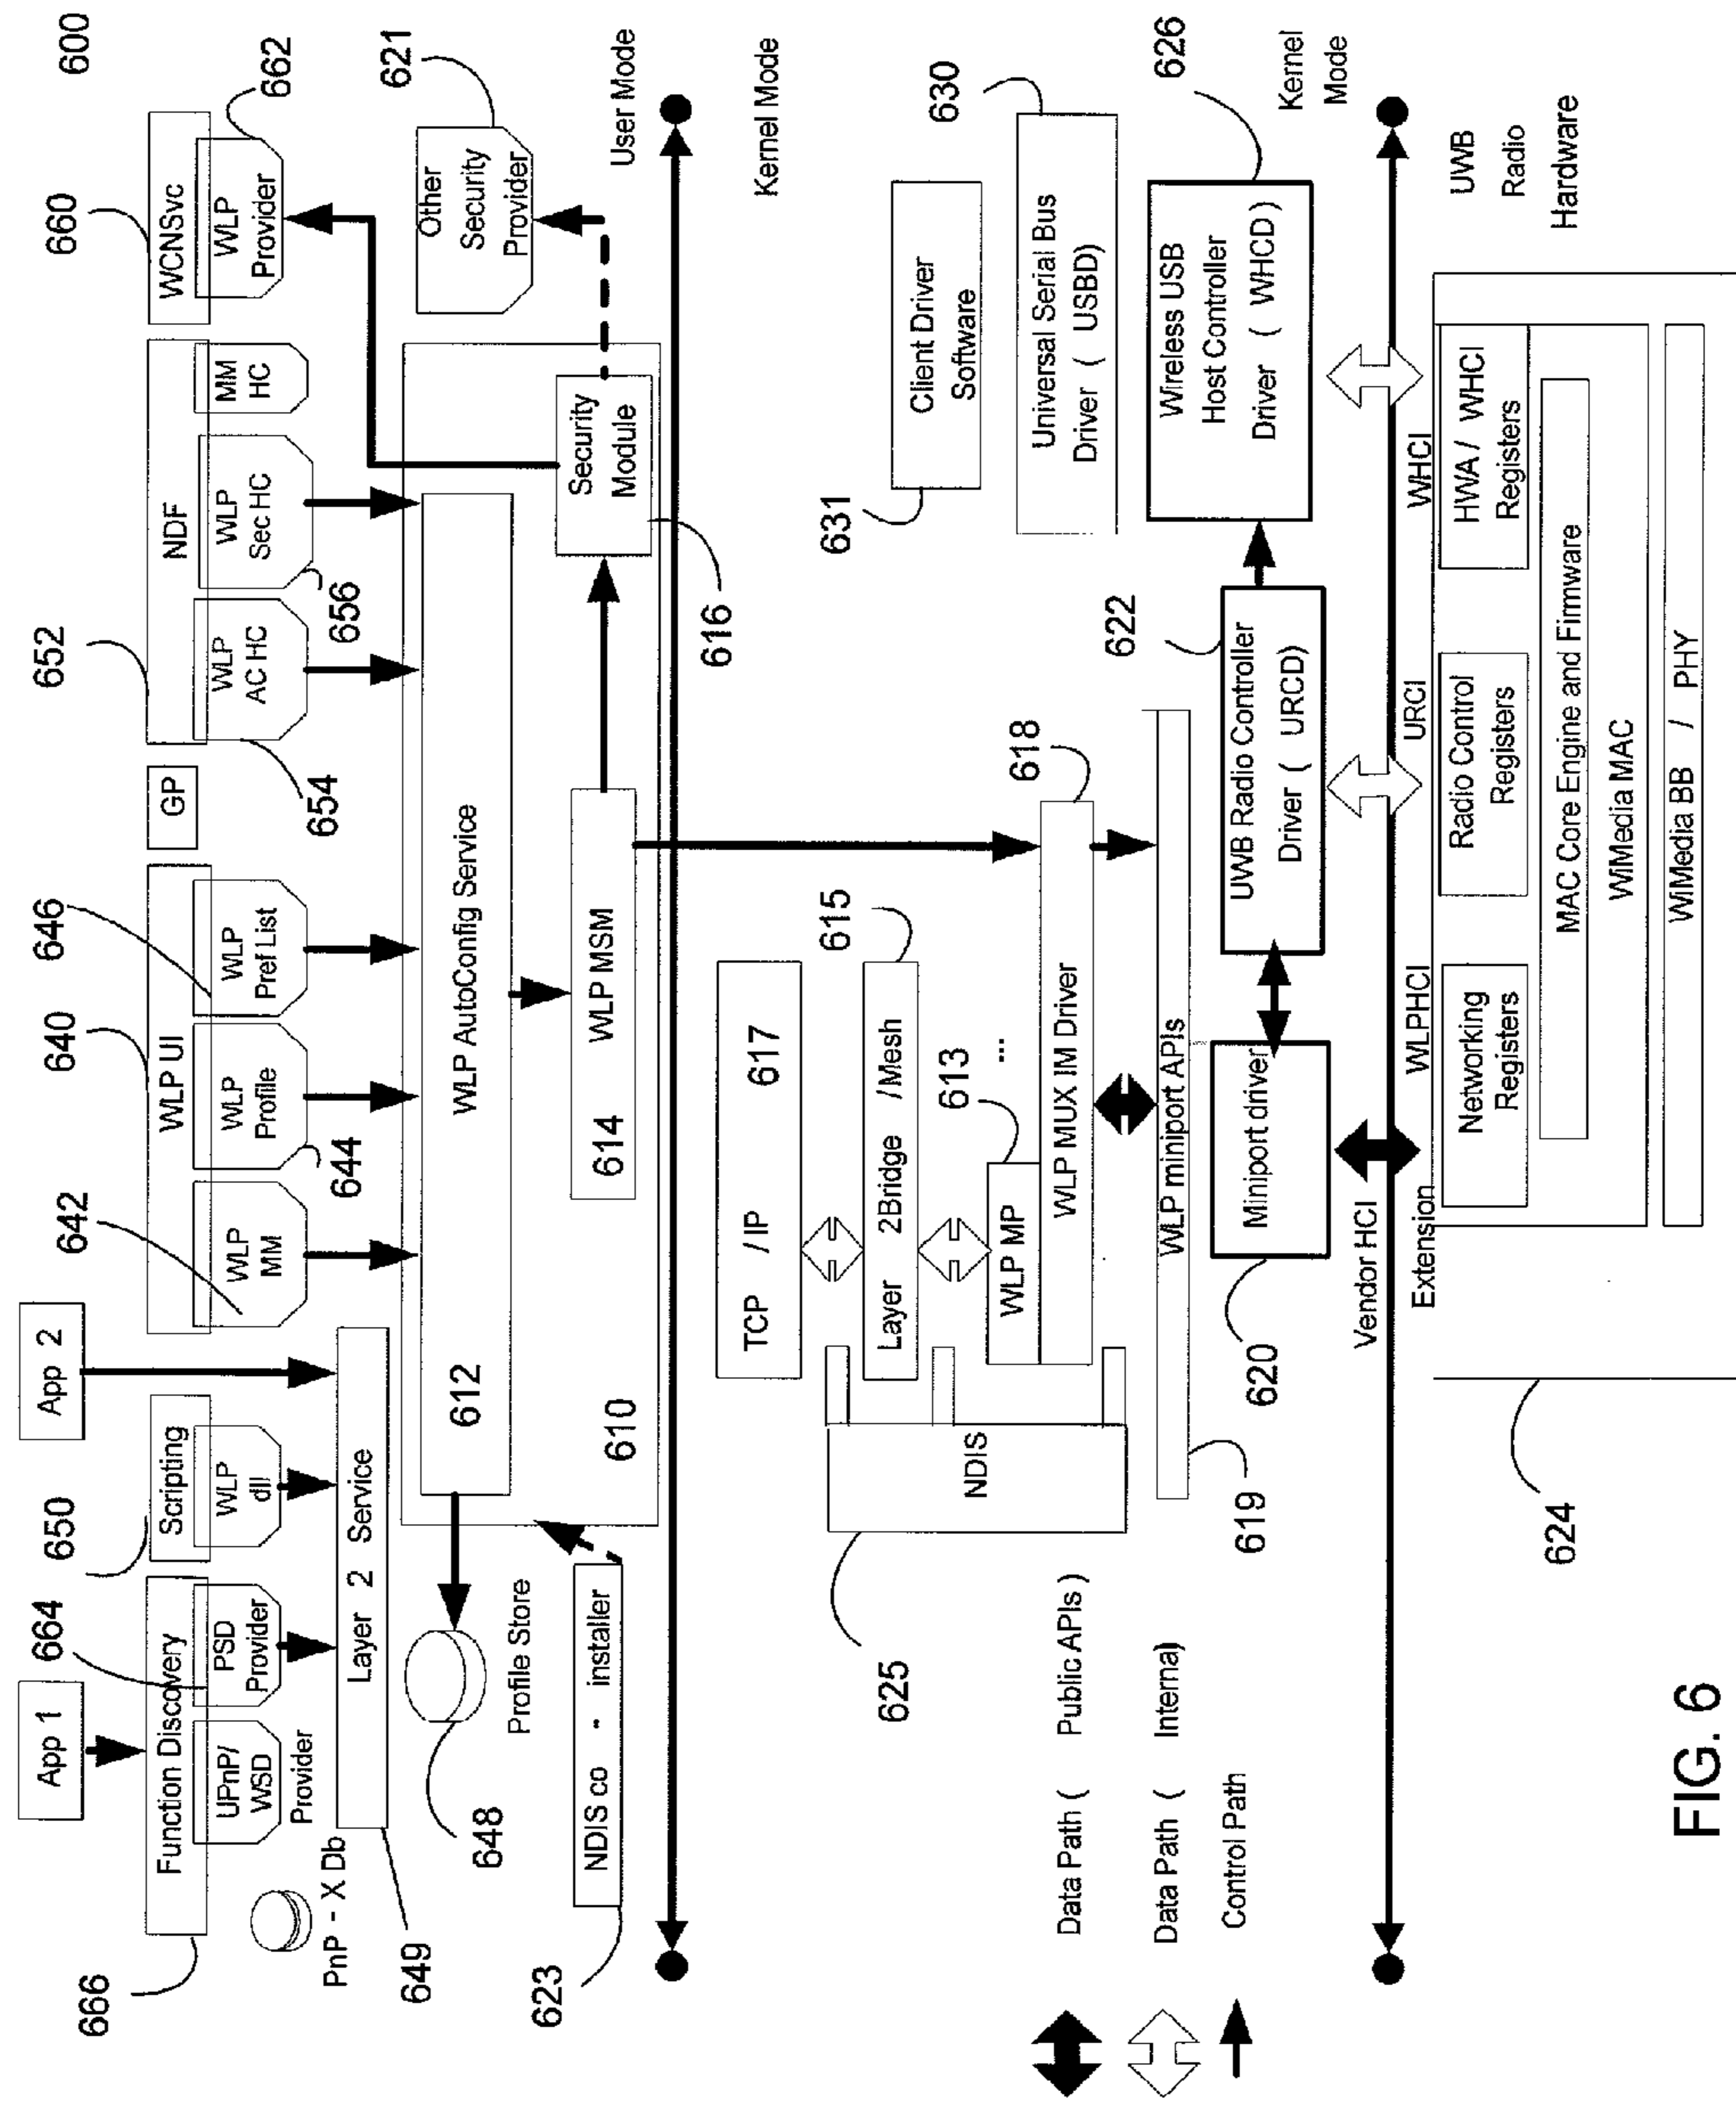 600
App 1
App 2
666
Function Discovery
664
UPnP/
WSD
Provider
PSD
Provider
PnP - X Db
650
Scripting
WLP
dll
649
Layer 2 Service
640
WLP UI
642
WLP
MM
644
WLP
Profile
646
WLP
Pref List
GP
652
NDF
654
WLP
AC HC
656
WLP
Sec HC
MM
HC
660
WCNSvc
662
WLP
Provider
621
Other
Security
Provider
648
Profile Store
612
WLP AutoConfig Service
610
614
WLP MSM
616
Security
Module
623
NDIS co - installer
User Mode
Kernel Mode
TCP / IP
617
615
Layer 2Bridge /Mesh
613
WLP MP
...
618
WLP MUX IM Driver
NDIS
625
619
WLP miniport APIs
620
Miniport driver
622
UWB Radio Controller
Driver ( URCD)
631
Client Driver
Software
630
Universal Serial Bus
Driver ( USBD)
626
Wireless USB
Host Controller
Driver ( WHCD )
Kernel
Mode
Data Path ( Public APIs )
Data Path ( Internal)
Control Path
Vendor HCI
Extension
WLPHCI
URCI
WHCI
UWB
Radio
Hardware
624
Networking
Registers
Radio Control
Registers
HWA / WHCI
Registers
MAC Core Engine and Firmware
WiMedia MAC
WiMedia BB / PHY
FIG. 6